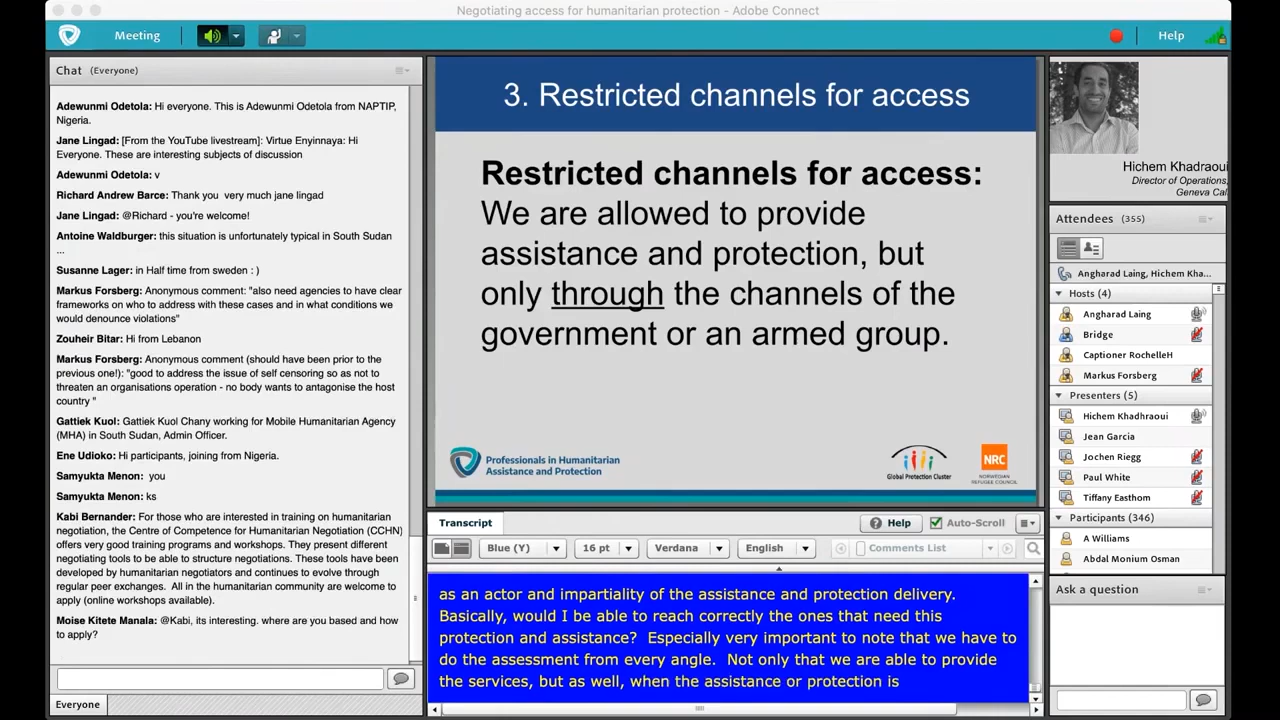 Negotiating access for humanitarian protection - Adobe Connect
Meeting
Help
Chat (Everyone)
Adewunmi Odetola: Hi everyone. This is Adewunmi Odetola from NAPTIP,
Nigeria.
Jane Lingad: [From the YouTube livestream]: Virtue Enyinnaya: Hi
Everyone. These are interesting subjects of discussion
Adewunmi Odetola: v
Richard Andrew Barce: Thank you very much jane lingad
Jane Lingad: @Richard - you're welcome!
Antoine Waldburger: this situation is unfortunately typical in South Sudan
...
Susanne Lager: in Half time from sweden : )
Markus Forsberg: Anonymous comment: "also need agencies to have clear
frameworks on who to address with these cases and in what conditions we
would denounce violations"
Zouheir Bitar: Hi from Lebanon
Markus Forsberg: Anonymous comment (should have been prior to the
previous one!): "good to address the issue of self censoring so as not to
threaten an organisations operation - no body wants to antagonise the host
country "
Gattiek Kuol: Gattiek Kuol Chany working for Mobile Humanitarian Agency
(MHA) in South Sudan, Admin Officer.
Ene Udioko: Hi participants, joining from Nigeria.
Samyukta Menon: you
Samyukta Menon: ks
Kabi Bernander: For those who are interested in training on humanitarian
negotiation, the Centre of Competence for Humanitarian Negotiation (CCHN)
offers very good training programs and workshops. They present different
negotiating tools to be able to structure negotiations. These tools have been
developed by humanitarian negotiators and continues to evolve through
regular peer exchanges. All in the humanitarian community are welcome to
apply (online workshops available).
Moise Kitete Manala: @Kabi, its interesting. where are you based and how
to apply?
Everyone
3. Restricted channels for access
Restricted channels for access:
We are allowed to provide
assistance and protection, but
only through the channels of the
government or an armed group.
Professionals in Humanitarian
Assistance and Protection
Global Protection Cluster
NRC
NORWEGIAN
REFUGEE COUNCIL
Transcript
Help
Auto-Scroll
Blue (Y)
16 pt
Verdana
English
Comments List
as an actor and impartiality of the assistance and protection delivery.
Basically, would I be able to reach correctly the ones that need this
protection and assistance? Especially very important to note that we have to
do the assessment from every angle. Not only that we are able to provide
the services, but as well, when the assistance or protection is
Hichem Khadraoui
Director of Operations,
Geneva Cal
Attendees (355)
Angharad Laing, Hichem Kha...
Hosts (4)
Angharad Laing
Bridge
Captioner RochelleH
Markus Forsberg
Presenters (5)
Hichem Khadhraoui
Jean Garcia
Jochen Riegg
Paul White
Tiffany Easthom
Participants (346)
A Williams
Abdal Monium Osman
Ask a question